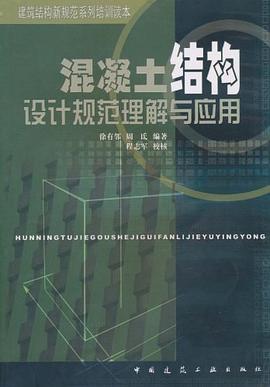 建筑结构新规范系列培训读本
混凝土结构
设计规范理解与应用
徐有邻 周氐 编著
程志军 校核
HUNNINGTUJIEGOUSHEJIGUIFANLIJIEYUYINGYONG
中国建筑工业出版社